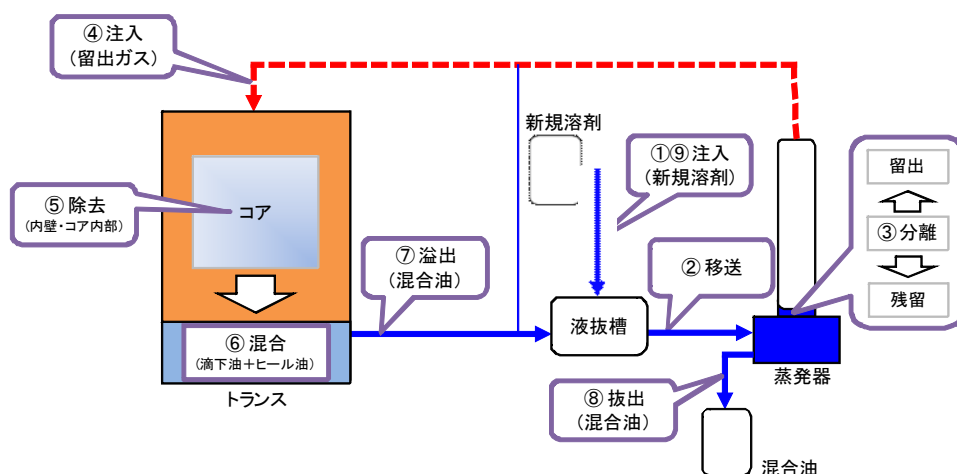 ④注入
(留出ガス)
新規溶剤
①⑨注入
(新規溶剤)
留出
③分離
残留
⑤除去
(内壁・コア内部)
コア
⑦溢出
(混合油)
②移送
液抜槽
⑥混合
(滴下油+ヒール油)
トランス
蒸発器
⑧抜出
(混合油)
混合油